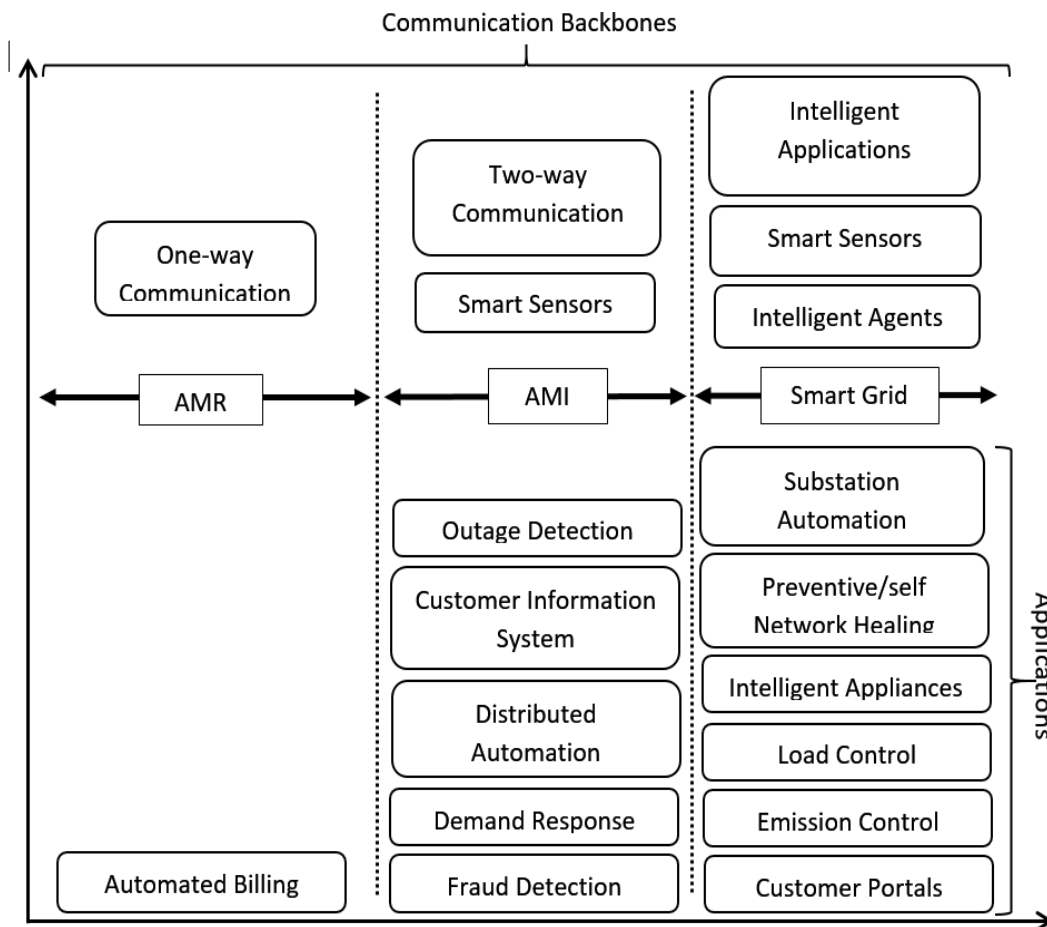 Communication Backbones
One-way
Communication
Two-way
Communication
Smart Sensors
Intelligent
Applications
Smart Sensors
Intelligent Agents
AMR
AMI
Smart Grid
Automated Billing
Outage Detection
Customer Information
System
Distributed
Automation
Demand Response
Fraud Detection
Substation
Automation
Preventive/self
Network Healing
Intelligent Appliances
Load Control
Emission Control
Customer Portals
Applications